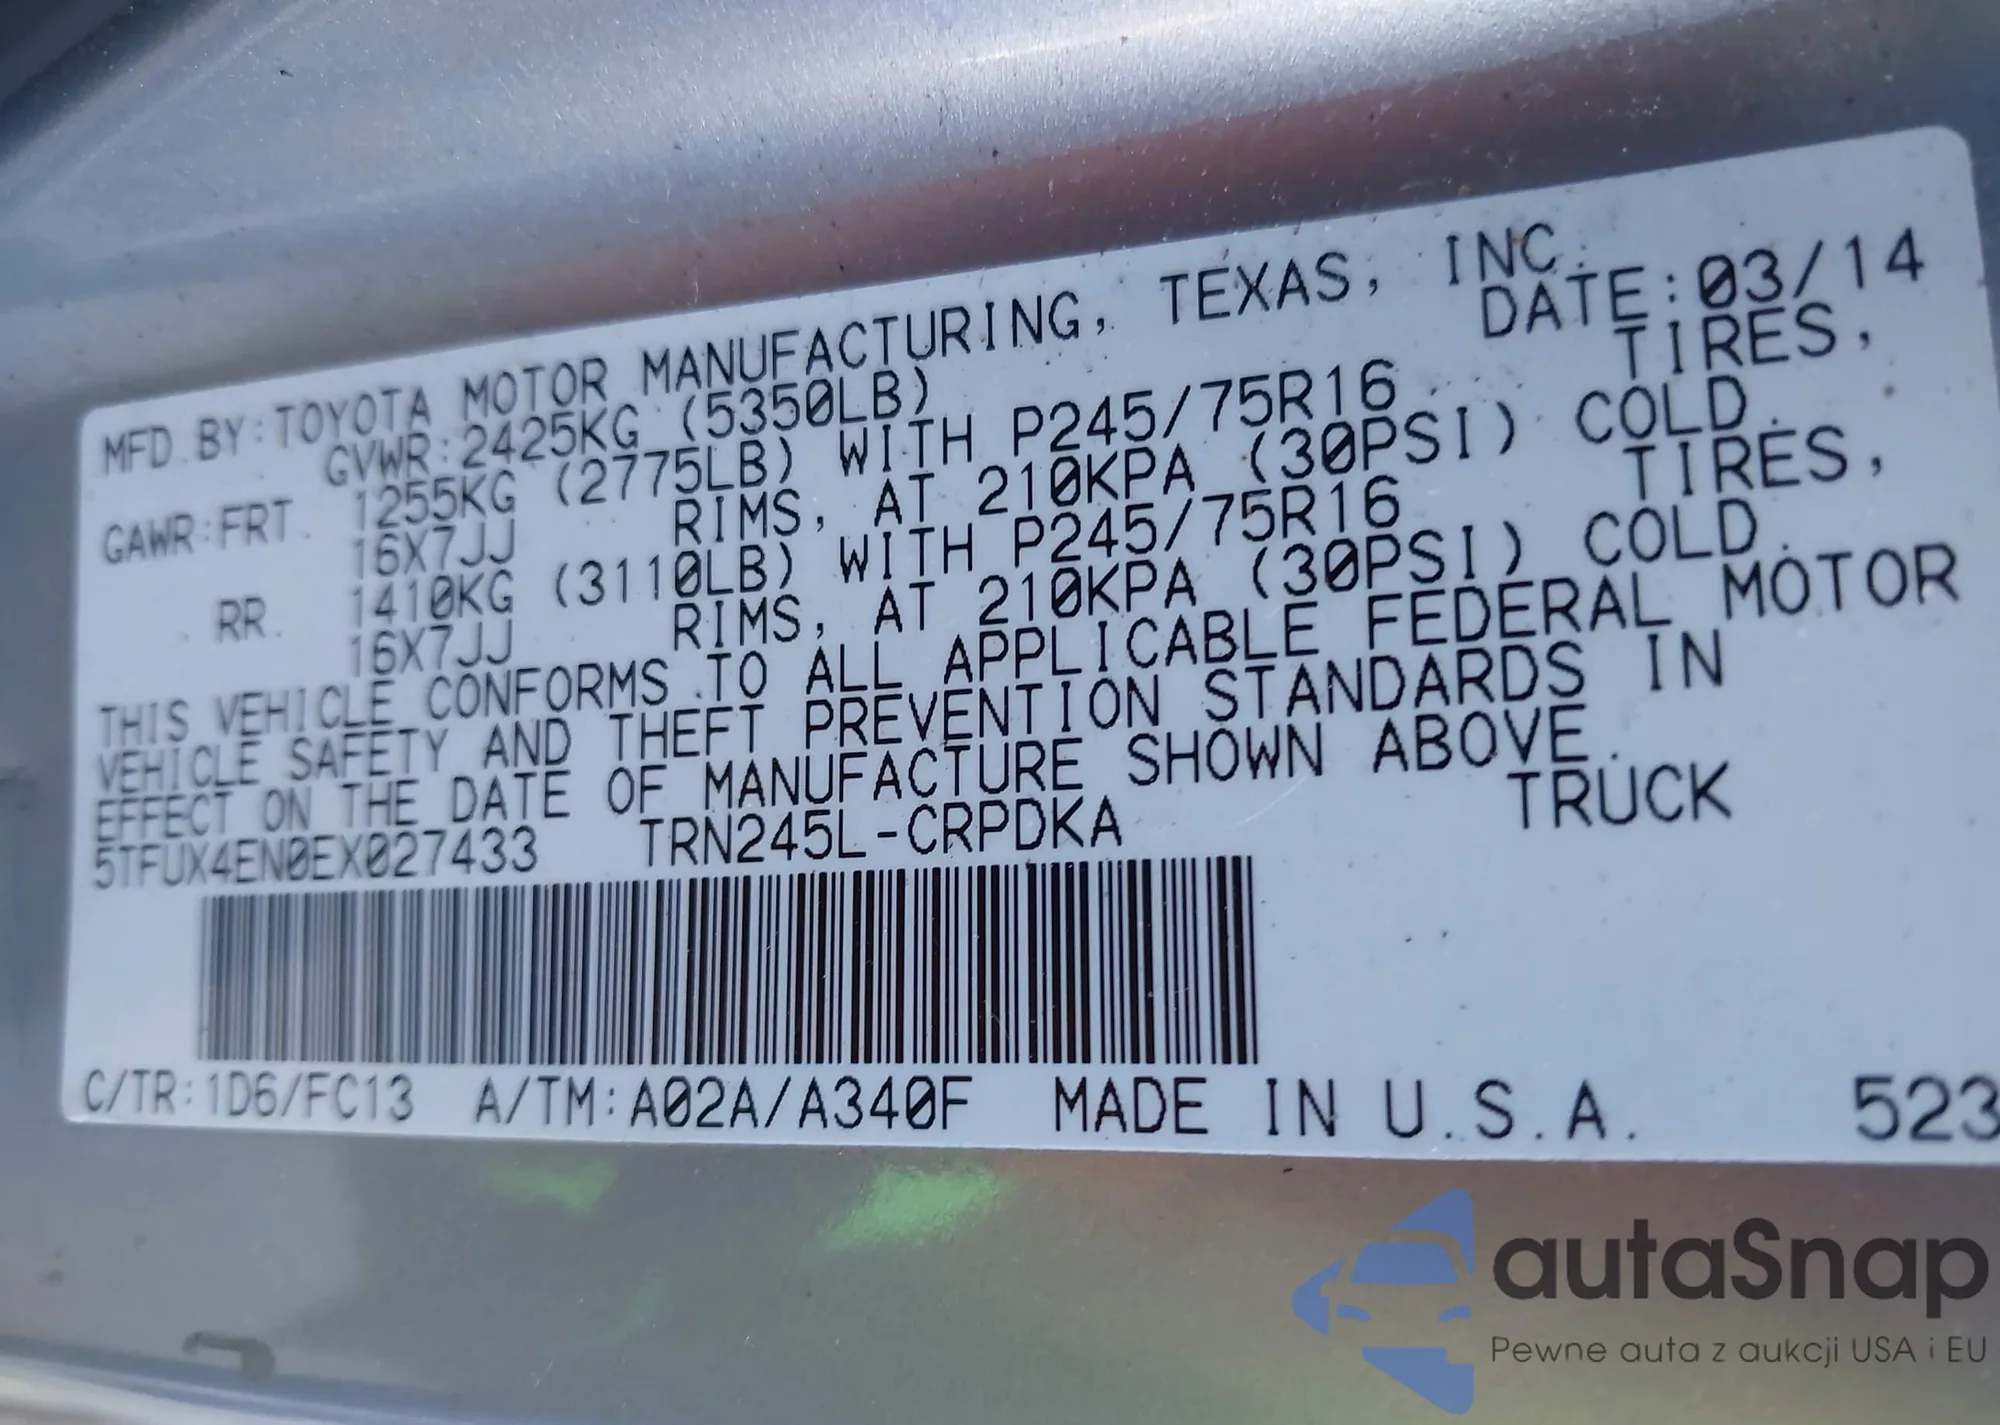 MFD. BY: TOYOTA MOTOR MANUFACTURING, TEXAS, INC.
GVWR: 2425KG (5350LB) DATE: 03/14
GAWR: FRT. 1255KG (2775LB) WITH P245/75R16 TIRES,
16X7JJ RIMS, AT 210KPA (30PSI) COLD.
RR. 1410KG (3110LB) WITH P245/75R16 TIRES,
16X7JJ RIMS, AT 210KPA (30PSI) COLD.
THIS VEHICLE CONFORMS TO ALL APPLICABLE FEDERAL MOTOR
VEHICLE SAFETY AND THEFT PREVENTION STANDARDS IN
EFFECT ON THE DATE OF MANUFACTURE SHOWN ABOVE.
5TFUX4EN0EX027433 TRN245L-CRPDKA TRUCK
C/TR: 1D6/FC13 A/TM: A02A/A340F MADE IN U.S.A. 523
autaSnap
Pewne auta z aukcji USA i EU